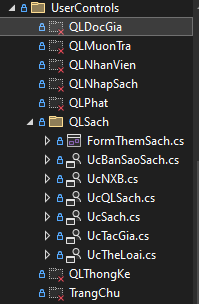 UserControls
QLDocGia
QLMuonTra
QLNhanVien
QLNhapSach
QLPhat
QLSach
FormThemSach.cs
UcBanSaoSach.cs
UcNXB.cs
UcQLSach.cs
UcSach.cs
UcTacGia.cs
UcTheLoai.cs
QLThongKe
TrangChu